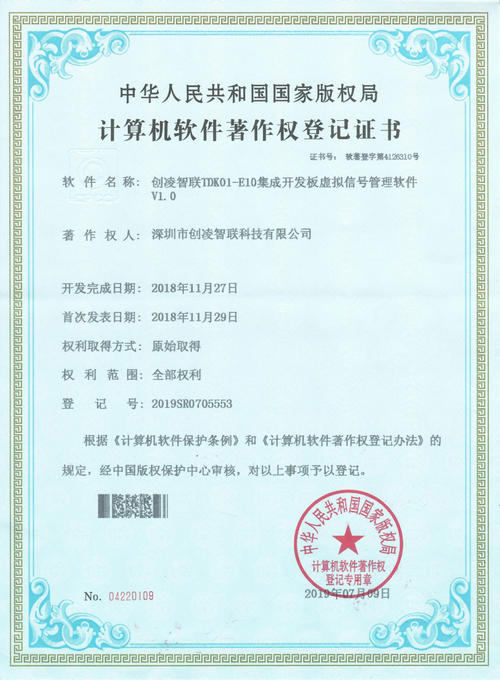 中华人民共和国国家版权局
计算机软件著作权登记证书
证书号： 软著登字第4126310号
软件名称： 创凌智联TDK01-E10集成开发板虚拟信号管理软件
V1.0
著作权人： 深圳市创凌智联科技有限公司
开发完成日期： 2018年11月27日
首次发表日期： 2018年11月29日
权利取得方式： 原始取得
权利范围： 全部权利
登记号： 2019SR0705553
根据《计算机软件保护条例》和《计算机软件著作权登记办法》的
规定，经中国版权保护中心审核，对以上事项予以登记。
中华人民共和国国家版权局
计算机软件著作权
登记专用章
2019年07月09日
No. 04220109